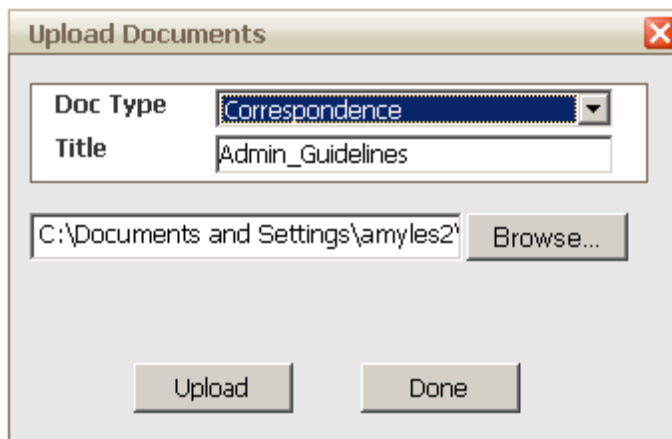 Upload Documents
Doc Type Correspondence
Title Admin_Guidelines
C:\Documents and Settings\amyles2\ Browse...
Upload Done